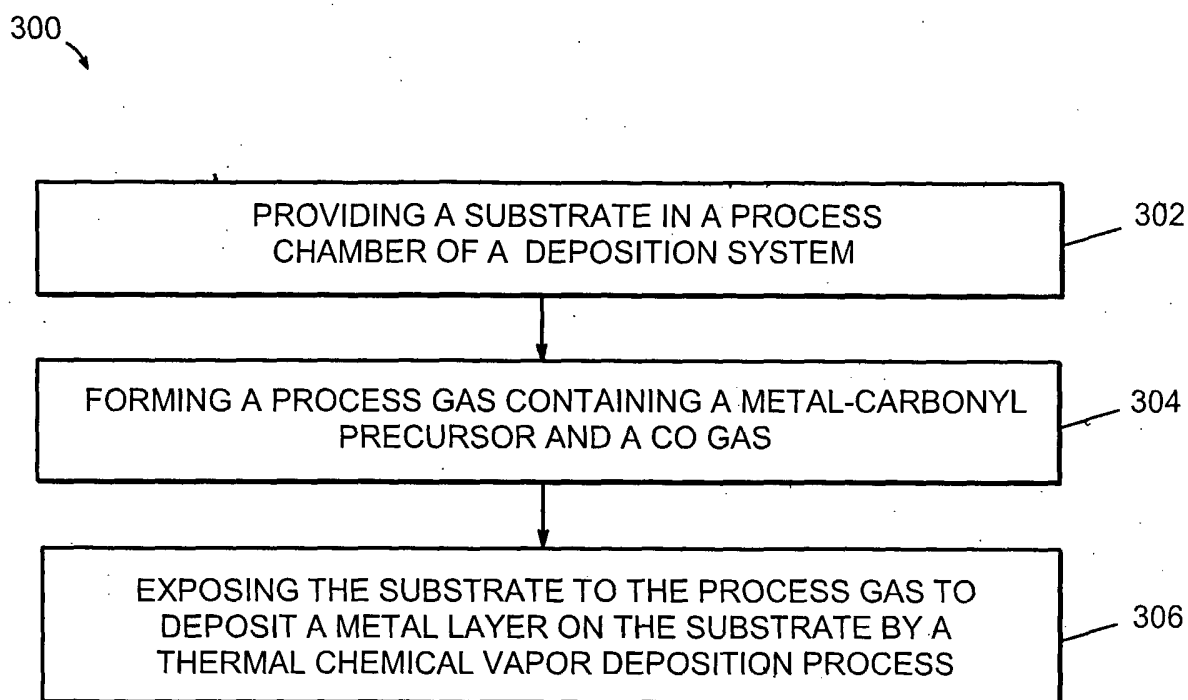 300
PROVIDING A SUBSTRATE IN A PROCESS
CHAMBER OF A DEPOSITION SYSTEM
302
FORMING A PROCESS GAS CONTAINING A METAL-CARBONYL
PRECURSOR AND A CO GAS
304
EXPOSING THE SUBSTRATE TO THE PROCESS GAS TO
DEPOSIT A METAL LAYER ON THE SUBSTRATE BY A
THERMAL CHEMICAL VAPOR DEPOSITION PROCESS
306